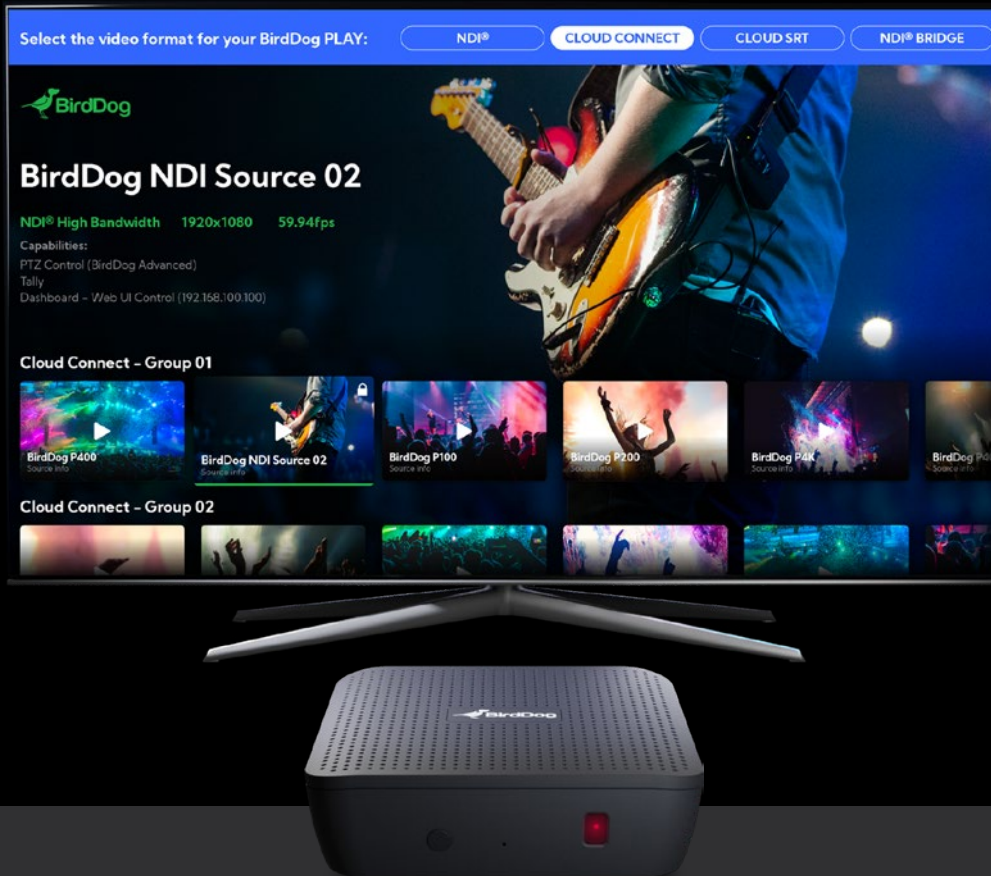 Select the video format for your BirdDog PLAY:
NDI®
CLOUD CONNECT
CLOUD SRT
NDI® BRIDGE
BirdDog
BirdDog NDI Source 02
NDI® High Bandwidth 1920x1080 59.94fps
Capabilities:
PTZ Control (BirdDog Advanced)
Tally
Dashboard – Web UI Control (192.168.100.100)
Cloud Connect – Group 01
BirdDog P400
Source info
BirdDog NDI Source 02
Source info
BirdDog P100
Source info
BirdDog P200
Source info
BirdDog P4K
Source info
BirdDog
Source info
Cloud Connect – Group 02
BirdDog